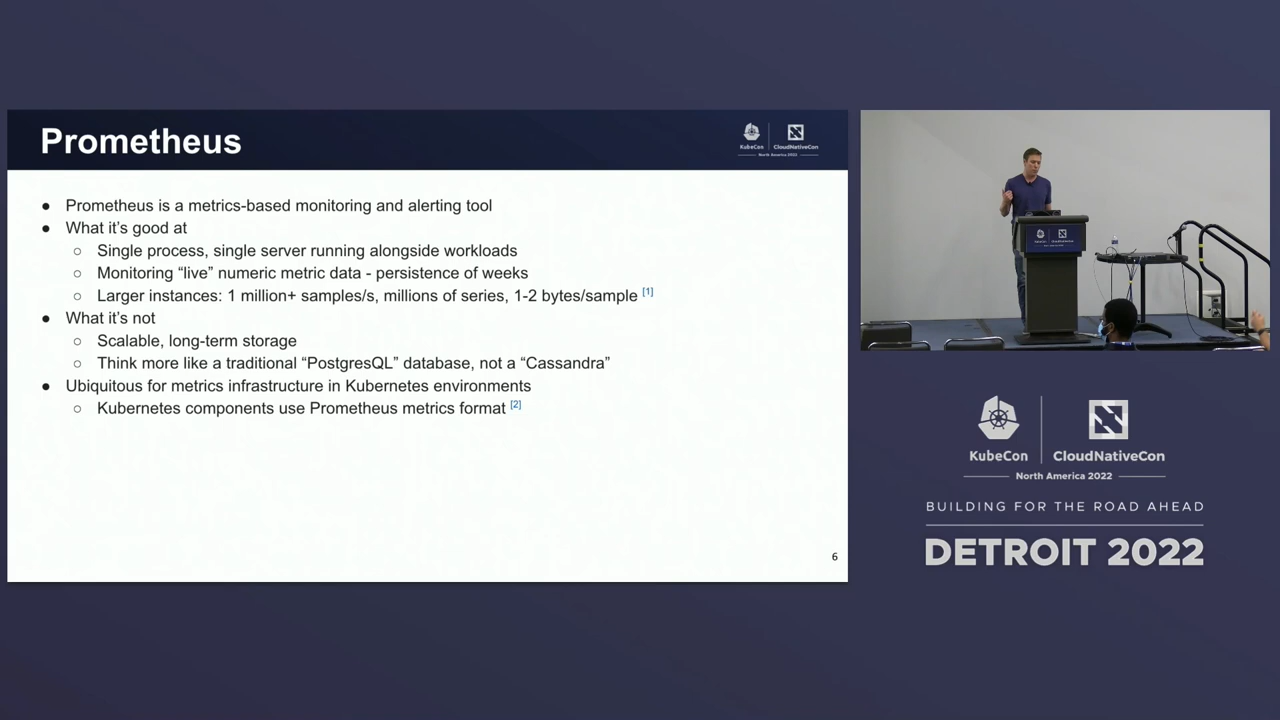 Prometheus
KubeCon
CloudNativeCon
North America 2022
● Prometheus is a metrics-based monitoring and alerting tool
● What it’s good at
○ Single process, single server running alongside workloads
○ Monitoring “live” numeric metric data - persistence of weeks
○ Larger instances: 1 million+ samples/s, millions of series, 1-2 bytes/sample [1]
● What it’s not
○ Scalable, long-term storage
○ Think more like a traditional “PostgresQL” database, not a “Cassandra”
● Ubiquitous for metrics infrastructure in Kubernetes environments
○ Kubernetes components use Prometheus metrics format [2]
6
KubeCon
CloudNativeCon
North America 2022
BUILDING FOR THE ROAD AHEAD
DETROIT 2022